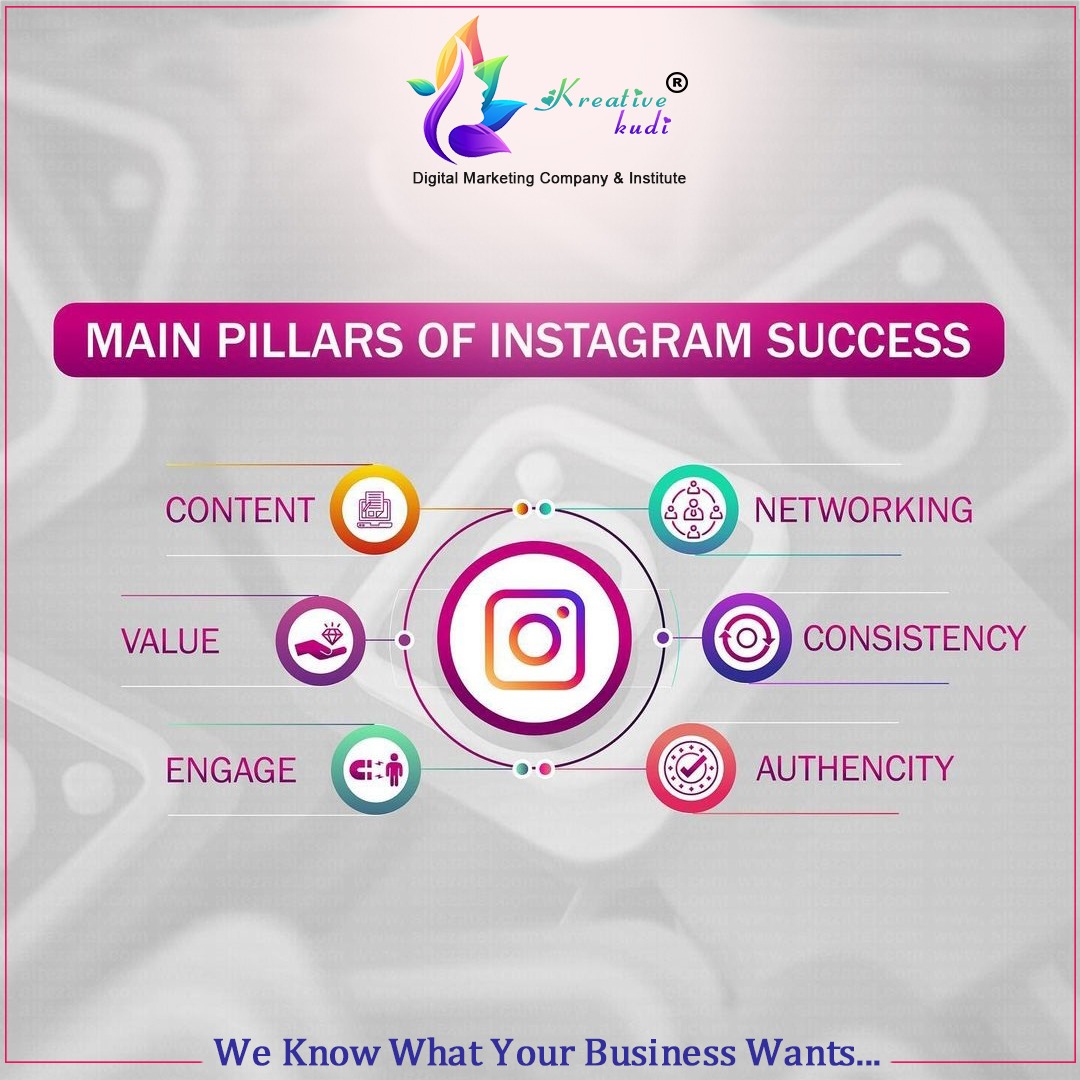 Kreative ®
kudi
Digital Marketing Company & Institute
MAIN PILLARS OF INSTAGRAM SUCCESS
CONTENT
NETWORKING
VALUE
CONSISTENCY
ENGAGE
AUTHENCITY
We Know What Your Business Wants...